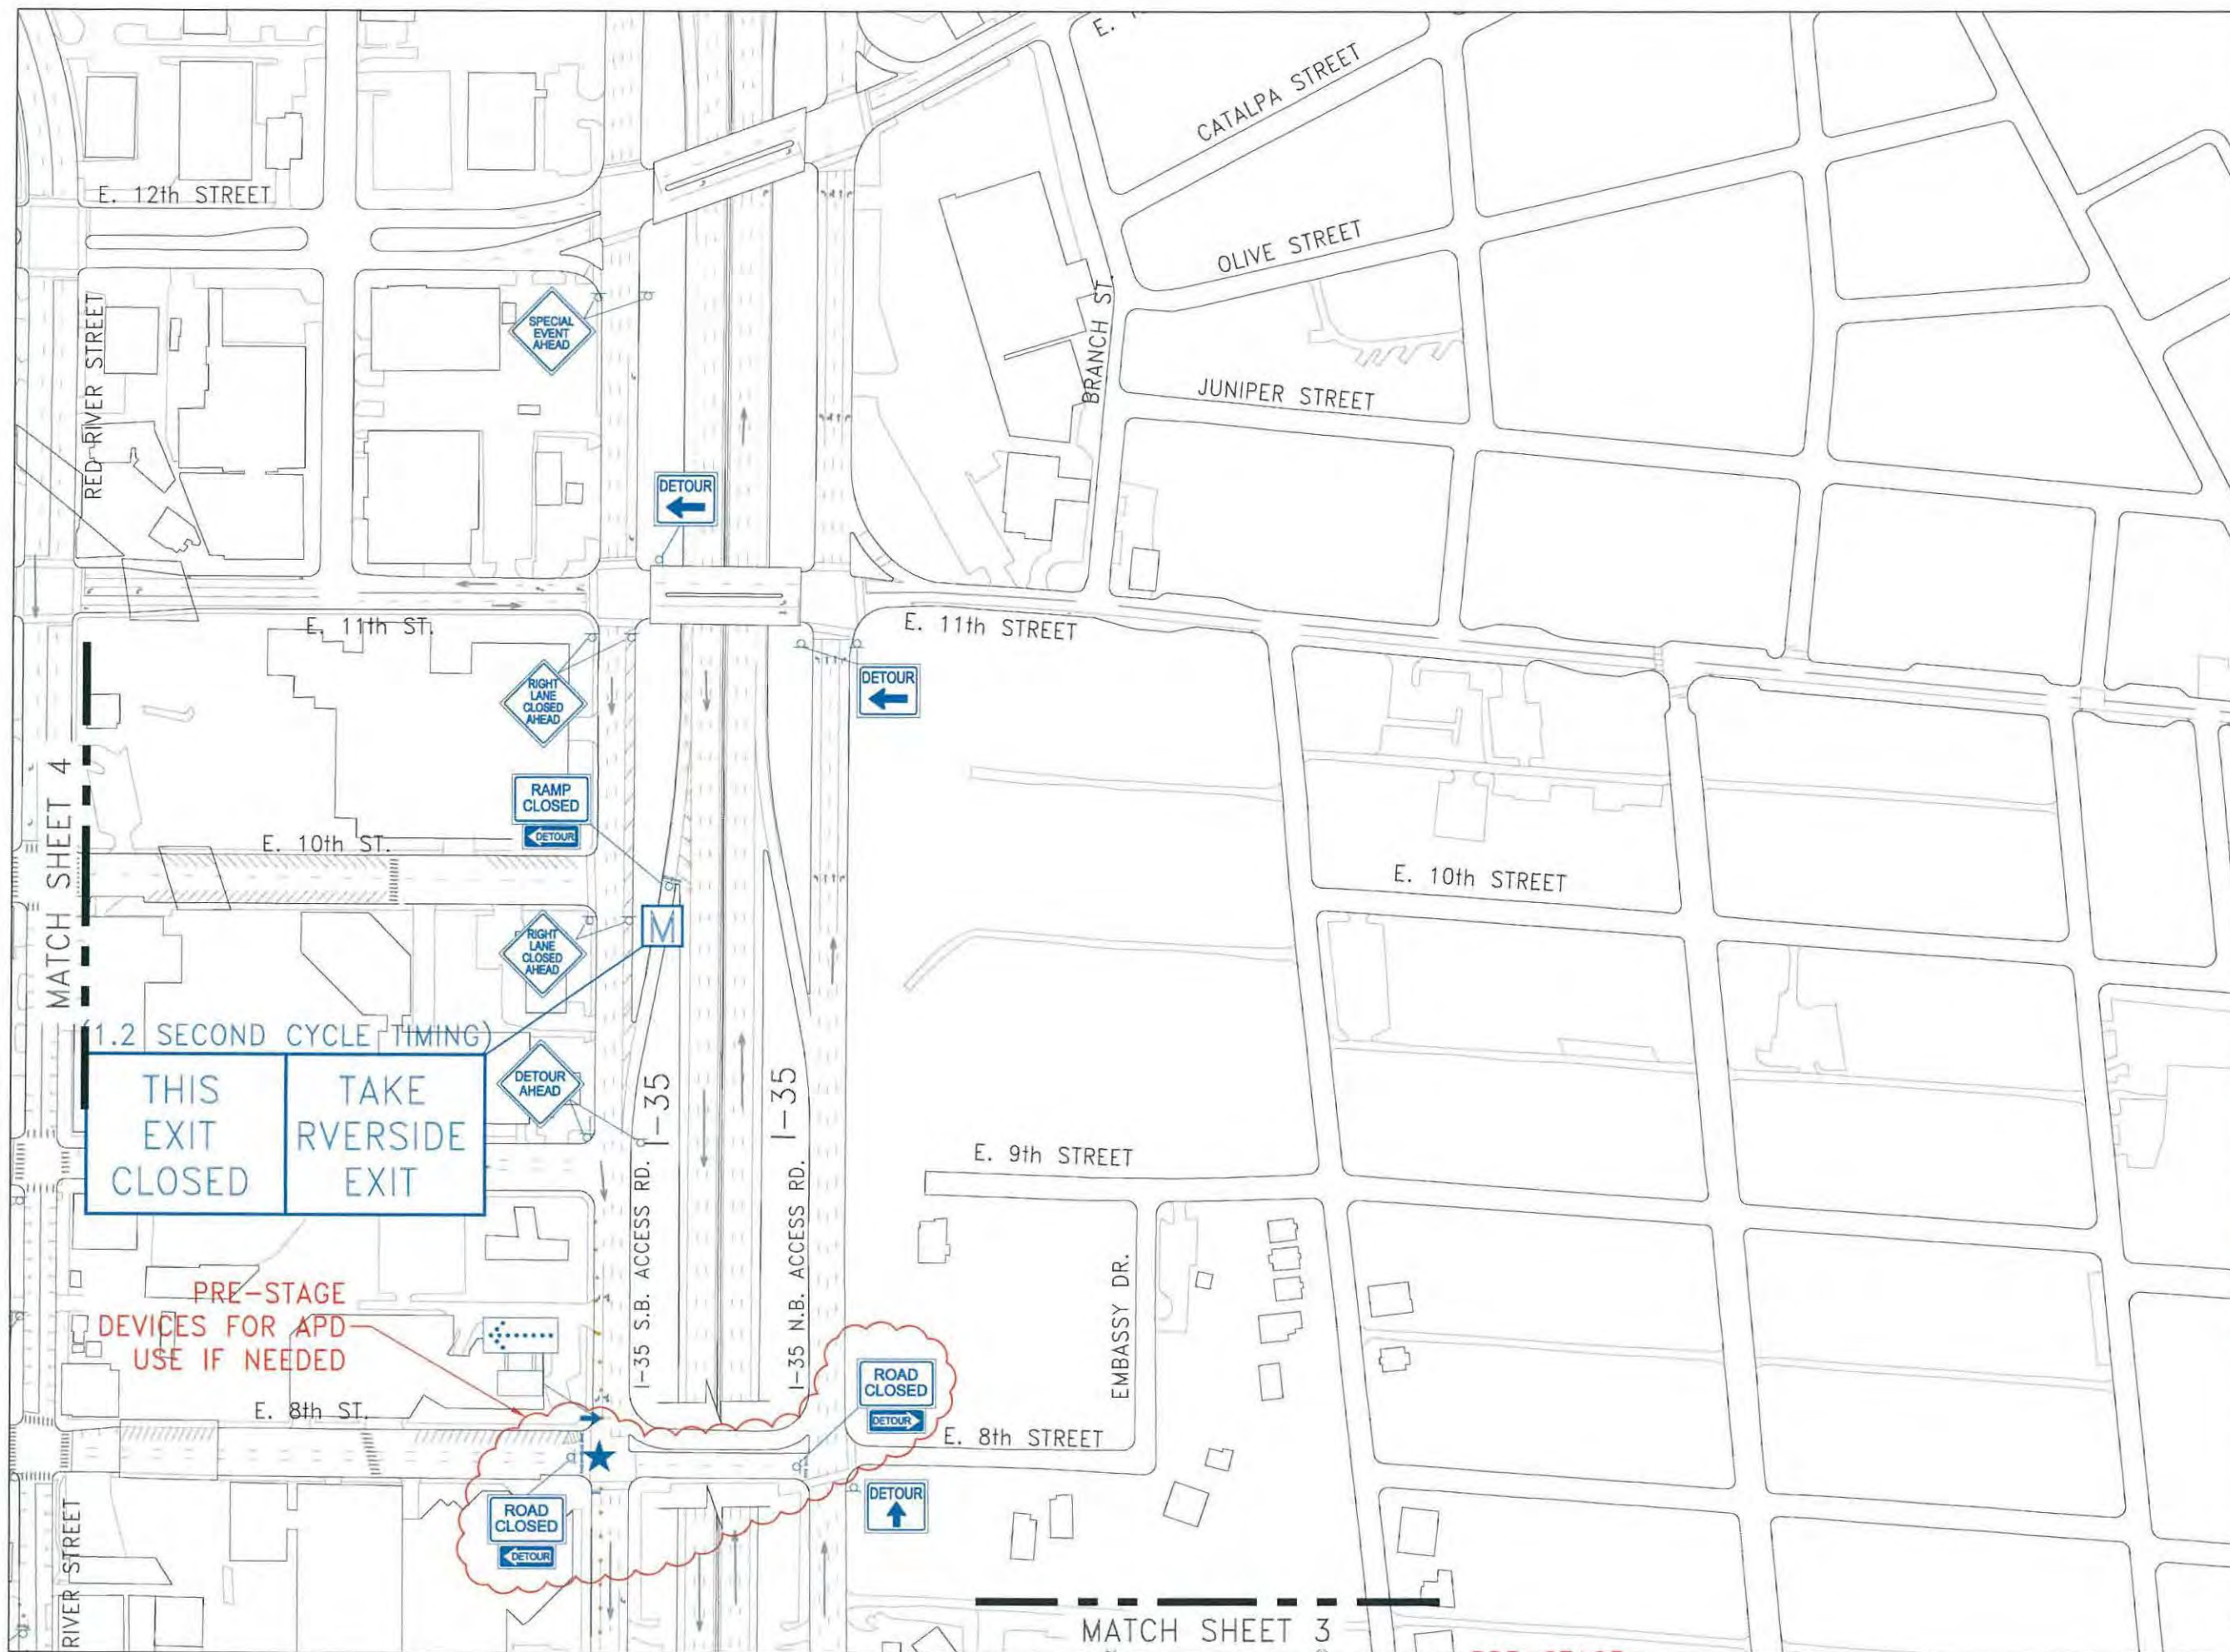 E. 1
CATALPA STREET
E. 12th STREET
OLIVE STREET
RED RIVER STREET
SPECIAL
EVENT
AHEAD
BRANCH ST.
JUNIPER STREET
DETOUR
E. 11th ST.
E. 11th STREET
RIGHT
LANE
CLOSED
AHEAD
DETOUR
MATCH SHEET 4
RAMP
CLOSED
DETOUR
E. 10th ST.
E. 10th STREET
M
RIGHT
LANE
CLOSED
AHEAD
(1.2 SECOND CYCLE TIMING)
THIS
EXIT
CLOSED
TAKE
RVERSIDE
EXIT
DETOUR
AHEAD
I-35
I-35
E. 9th STREET
I-35 S.B. ACCESS RD.
I-35 N.B. ACCESS RD.
EMBASSY DR.
PRE-STAGE
DEVICES FOR APD
USE IF NEEDED
ROAD
CLOSED
DETOUR
E. 8th ST.
E. 8th STREET
DETOUR
ROAD
CLOSED
DETOUR
RIVER STREET
MATCH SHEET 3